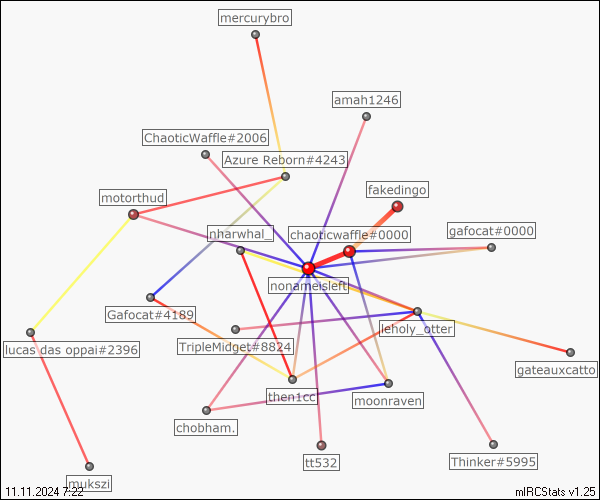 mercurybro
amah1246
ChaoticWaffle#2006
Azure Reborn#4243
fakedingo
motorthud
nharwhal_
chaoticwaffle#0000
gafocat#0000
nonameisleft
Gafocat#4189
leholy_otter
lucas das oppai#2396
TripleMidget#8824
gateauxcatto
then1cc
moonraven
chobham.
tt532
Thinker#5995
mukszi
11.11.2024 7:22
mIRCStats v1.25